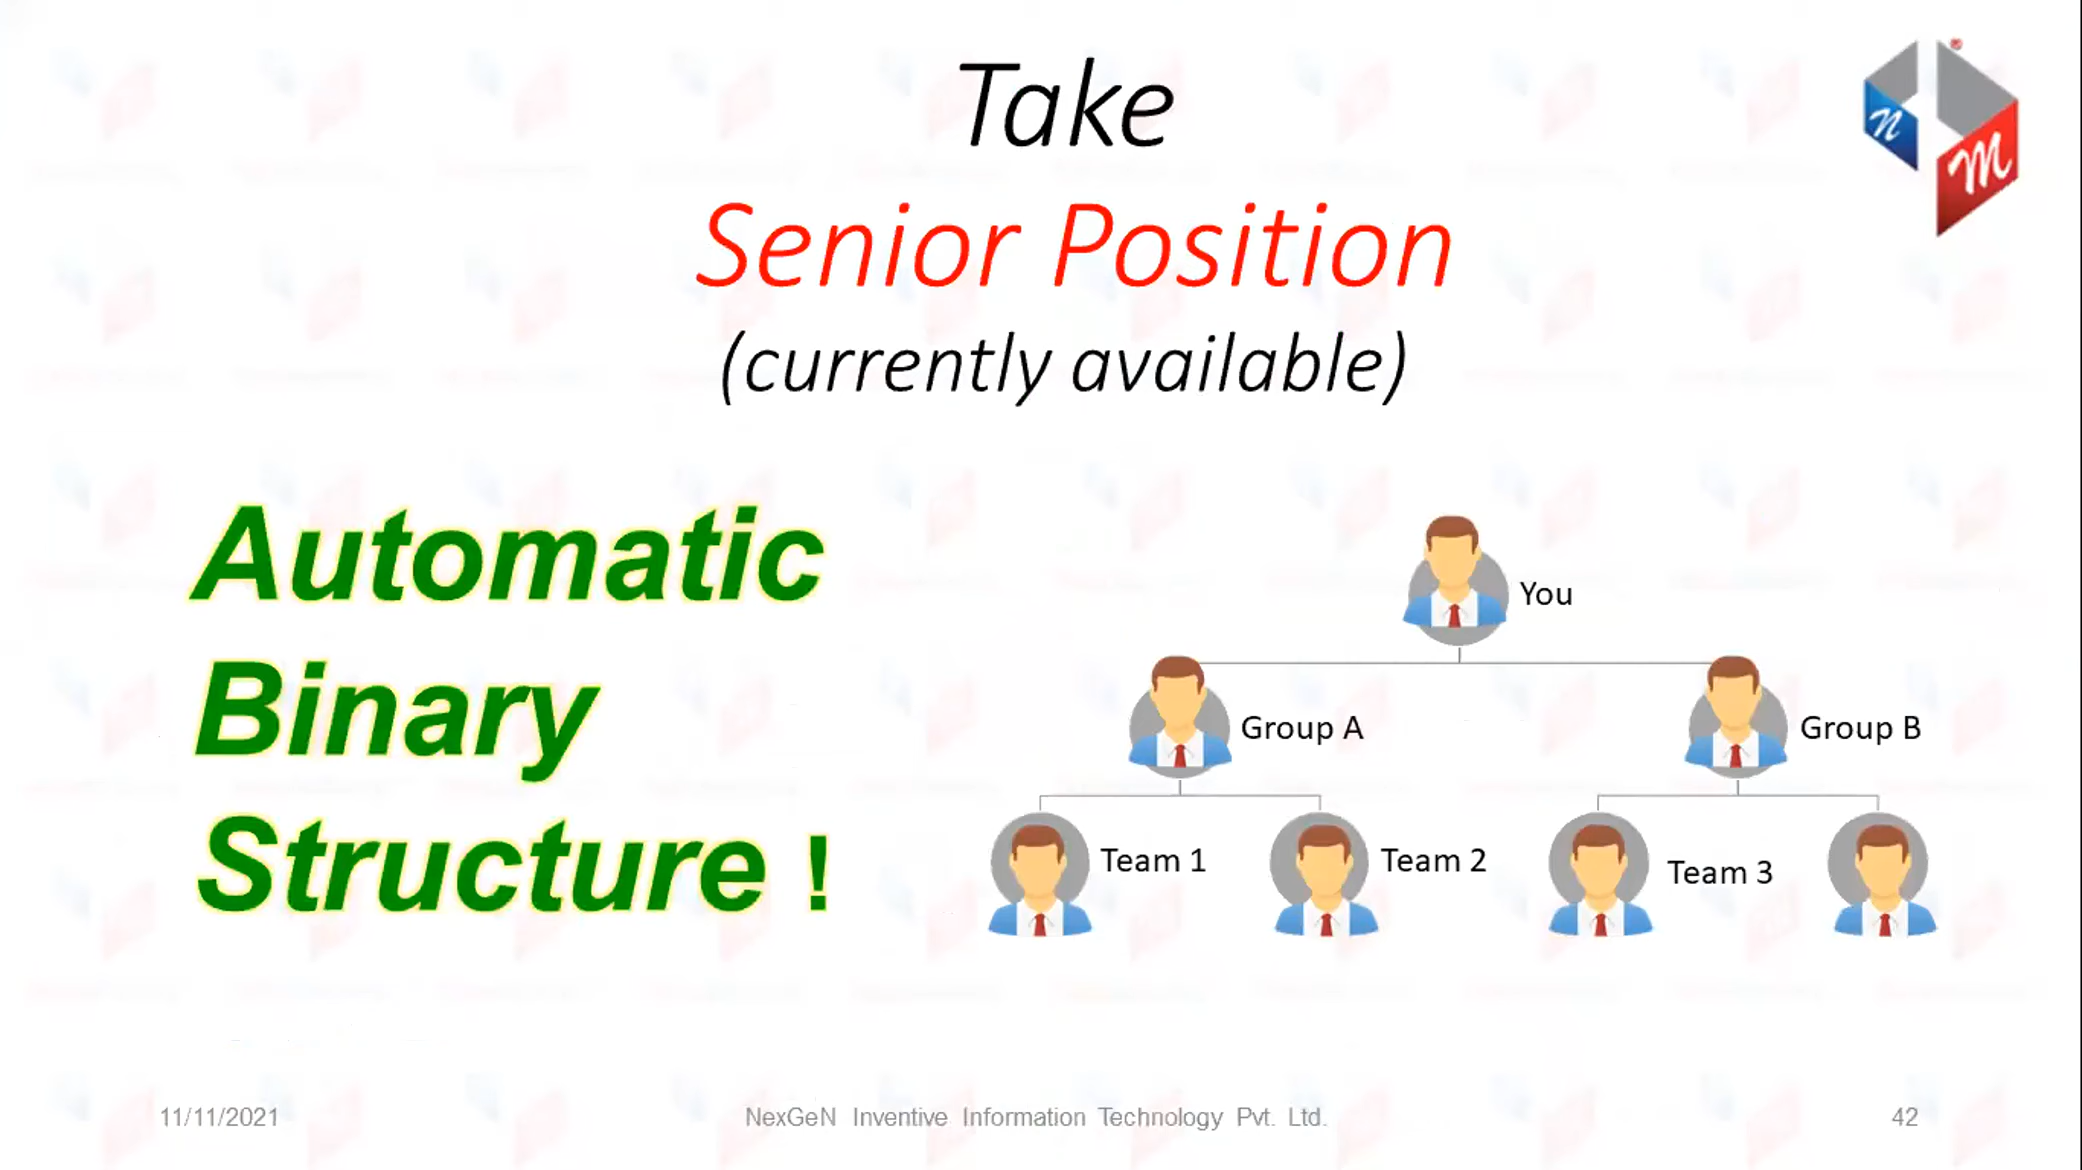 Take
Senior Position
(currently available)
Automatic
Binary
Structure !
You
Group A
Group B
Team 1
Team 2
Team 3
n
m
®
11/11/2021
NexGeN Inventive Information Technology Pvt. Ltd.
42